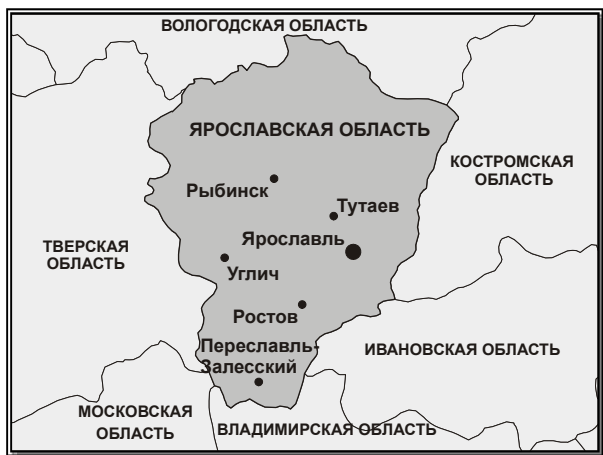 ВОЛОГОДСКАЯ ОБЛАСТЬ
ЯРОСЛАВСКАЯ ОБЛАСТЬ
КОСТРОМСКАЯ
ОБЛАСТЬ
Рыбинск
Тутаев
Ярославль
ТВЕРСКАЯ
ОБЛАСТЬ
Углич
Ростов
Переславль-
Залесский
ИВАНОВСКАЯ ОБЛАСТЬ
МОСКОВСКАЯ
ОБЛАСТЬ
ВЛАДИМИРСКАЯ ОБЛАСТЬ